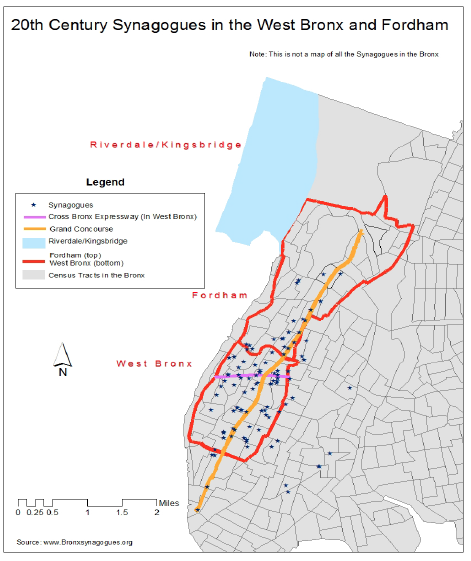 20th Century Synagogues in the West Bronx and Fordham
Note: This is not a map of all the Synagogues in the Bronx
Riverdale/Kingsbridge
Legend
Synagogues
Cross Bronx Expressway (In West Bronx)
Grand Concourse
Riverdale/Kingsbridge
Fordham (top)
West Bronx (bottom)
Census Tracts in the Bronx
Fordham
West Bronx
N
Miles
0 0.25 0.5 1 1.5 2
Source: www.Bronxsynagogues.org